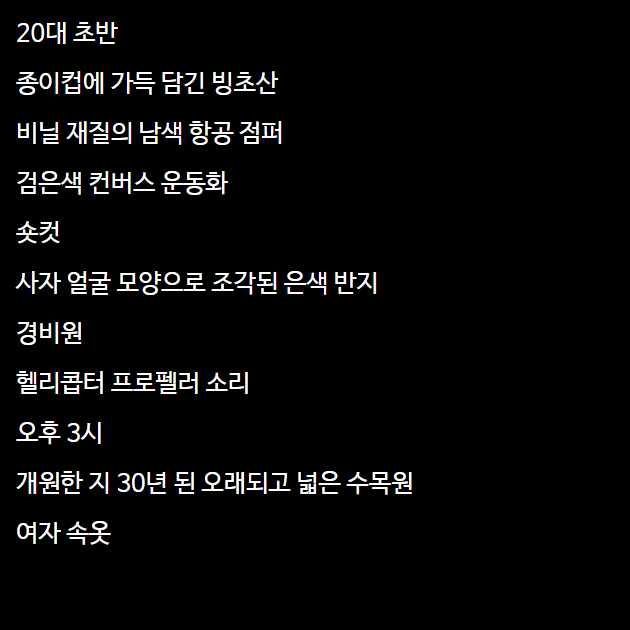 20대 초반
종이컵에 가득 담긴 빙초산
비닐 재질의 남색 항공 점퍼
검은색 컨버스 운동화
숏컷
사자 얼굴 모양으로 조각된 은색 반지
경비원
헬리콥터 프로펠러 소리
오후 3시
개원한 지 30년 된 오래되고 넓은 수목원
여자 속옷